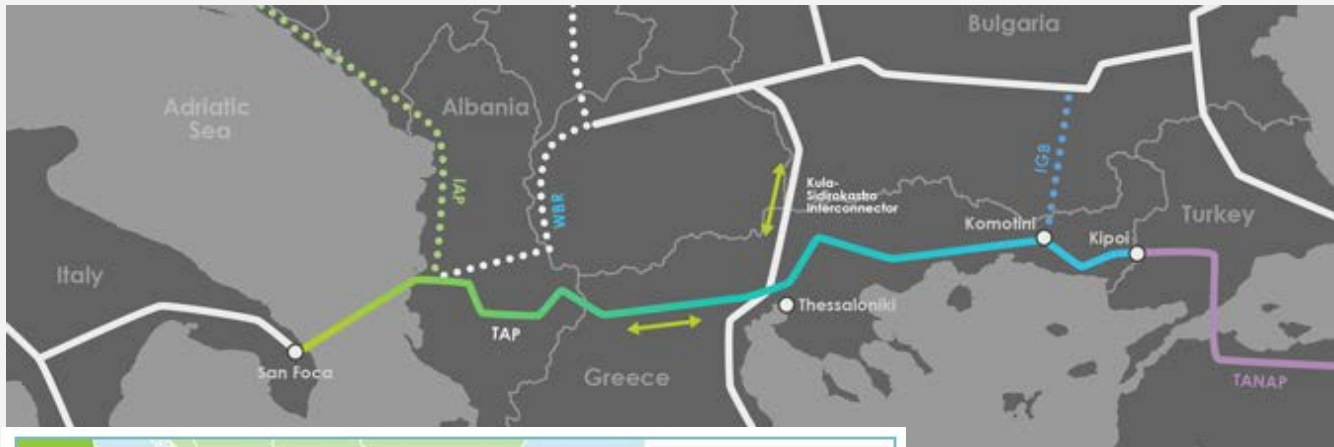 Bulgaria
Adriatic
Sea
Albania
IAP
WBR
Kula-
Sidirokastro
Interconnector
IGB
Komotini
Kipoi
Turkey
Italy
San Foca
TAP
Thessaloniki
Greece
TANAP